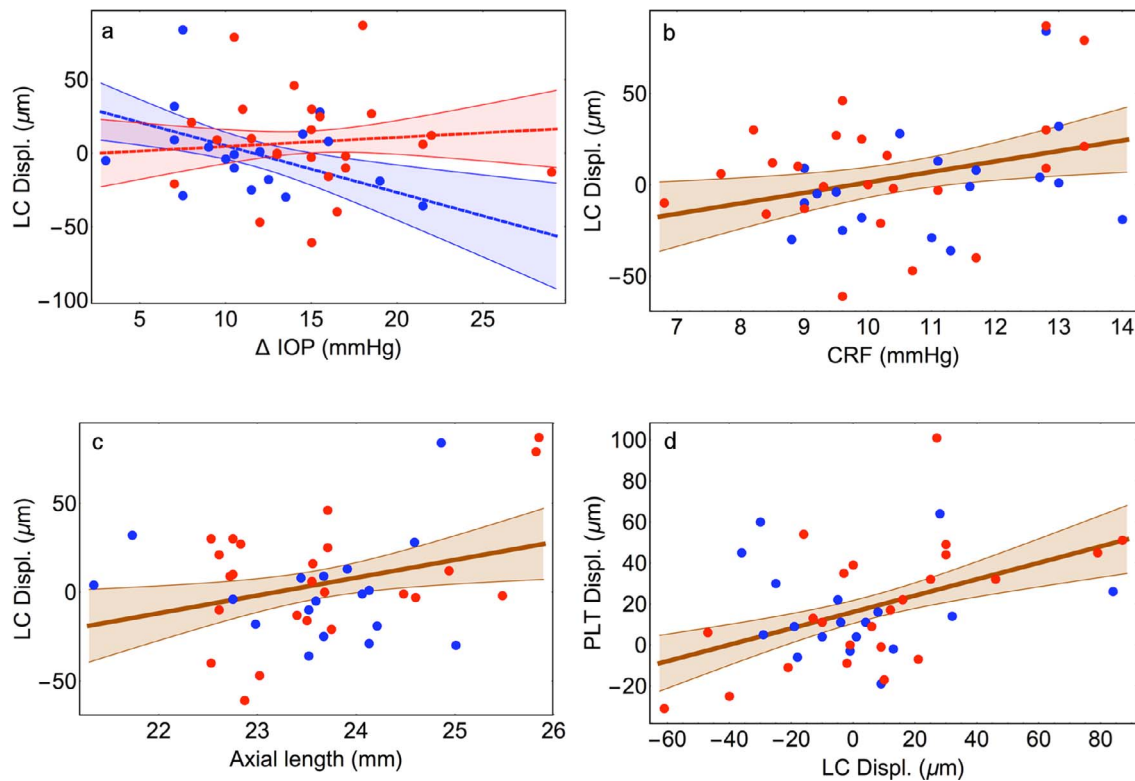 a
LC Displ. (µm)
50
0
−50
−100
5 10 15 20 25
Δ IOP (mmHg)
b
LC Displ. (µm)
50
0
−50
7 8 9 10 11 12 13 14
CRF (mmHg)
c
LC Displ. (µm)
50
0
−50
22 23 24 25 26
Axial length (mm)
d
PLT Displ. (µm)
100
80
60
40
20
0
−20
−60 −40 −20 0 20 40 60 80
LC Displ. (µm)